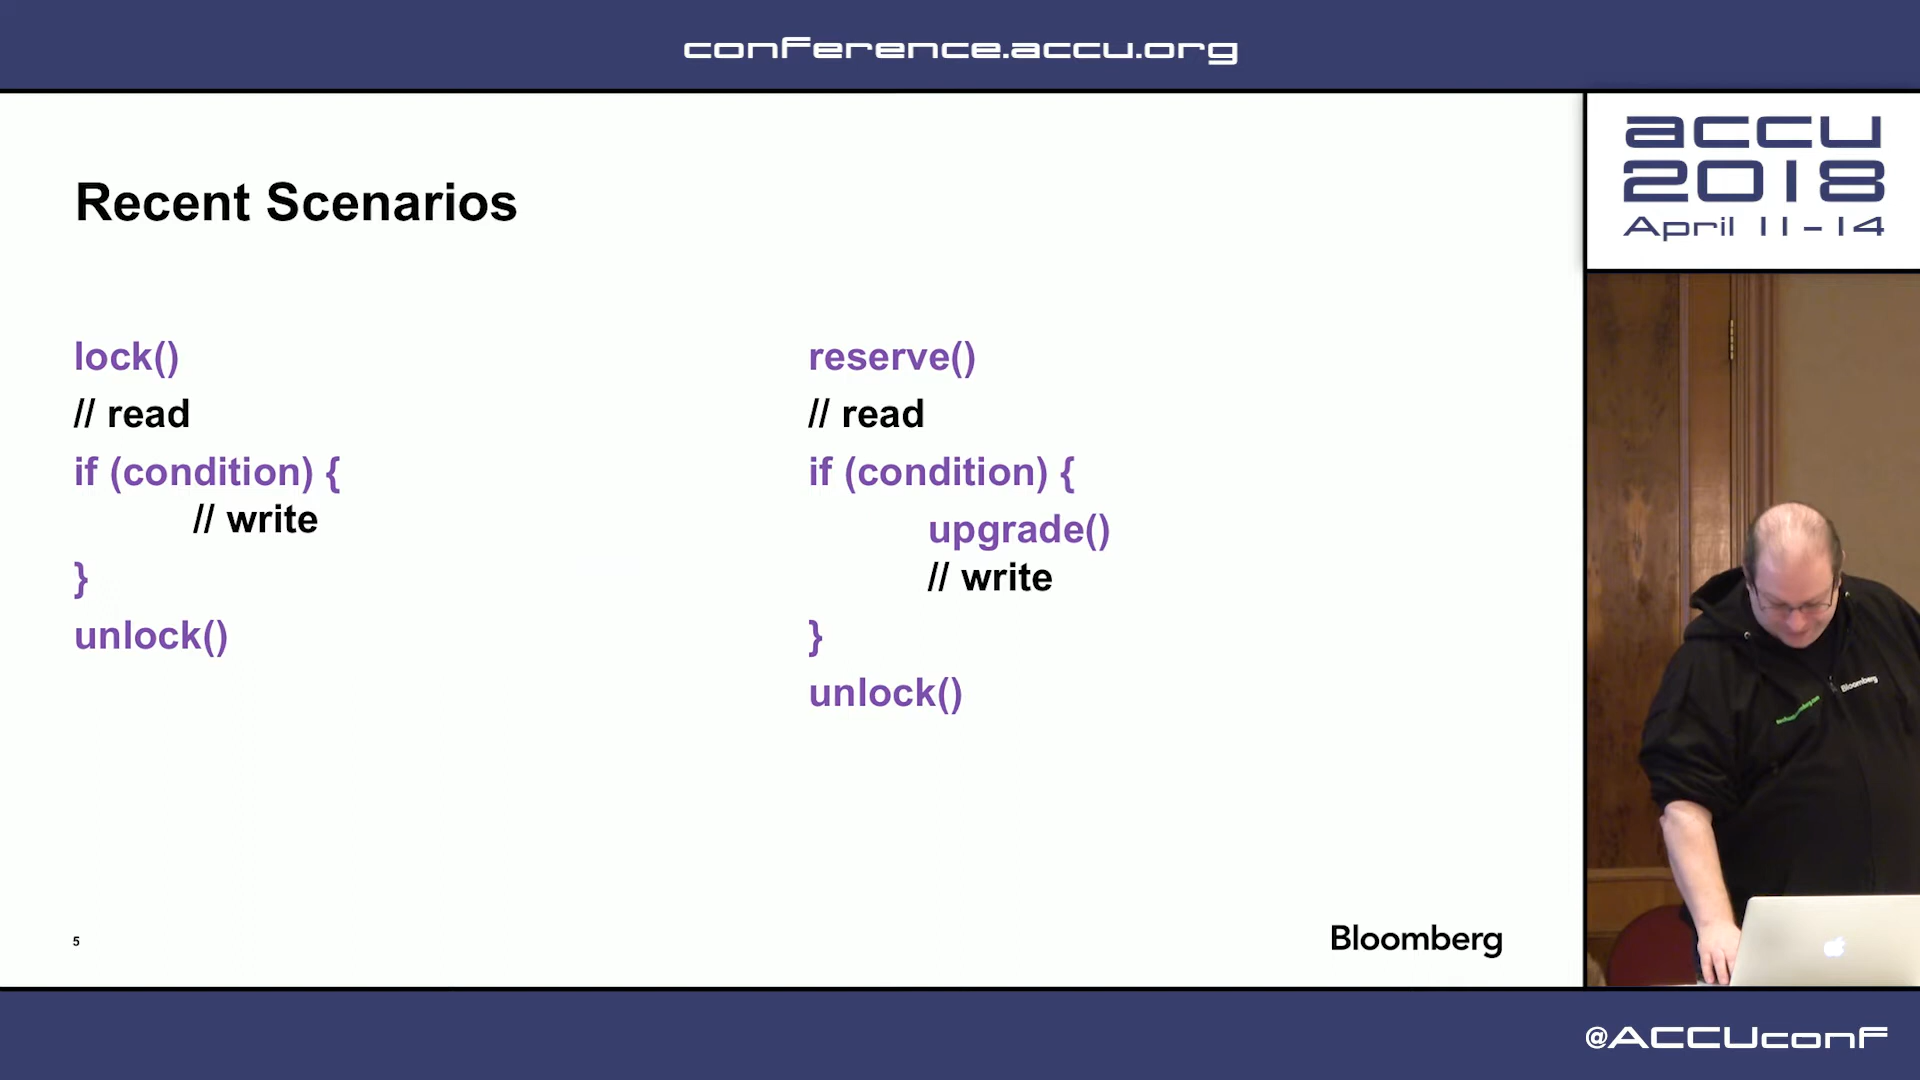 conference.accu.org
accu
2018
April 11-14
Recent Scenarios
lock()
// read
if (condition) {
// write
}
unlock()
reserve()
// read
if (condition) {
upgrade()
// write
}
unlock()
Bloomberg
5
Bloomberg
@ACCUconf